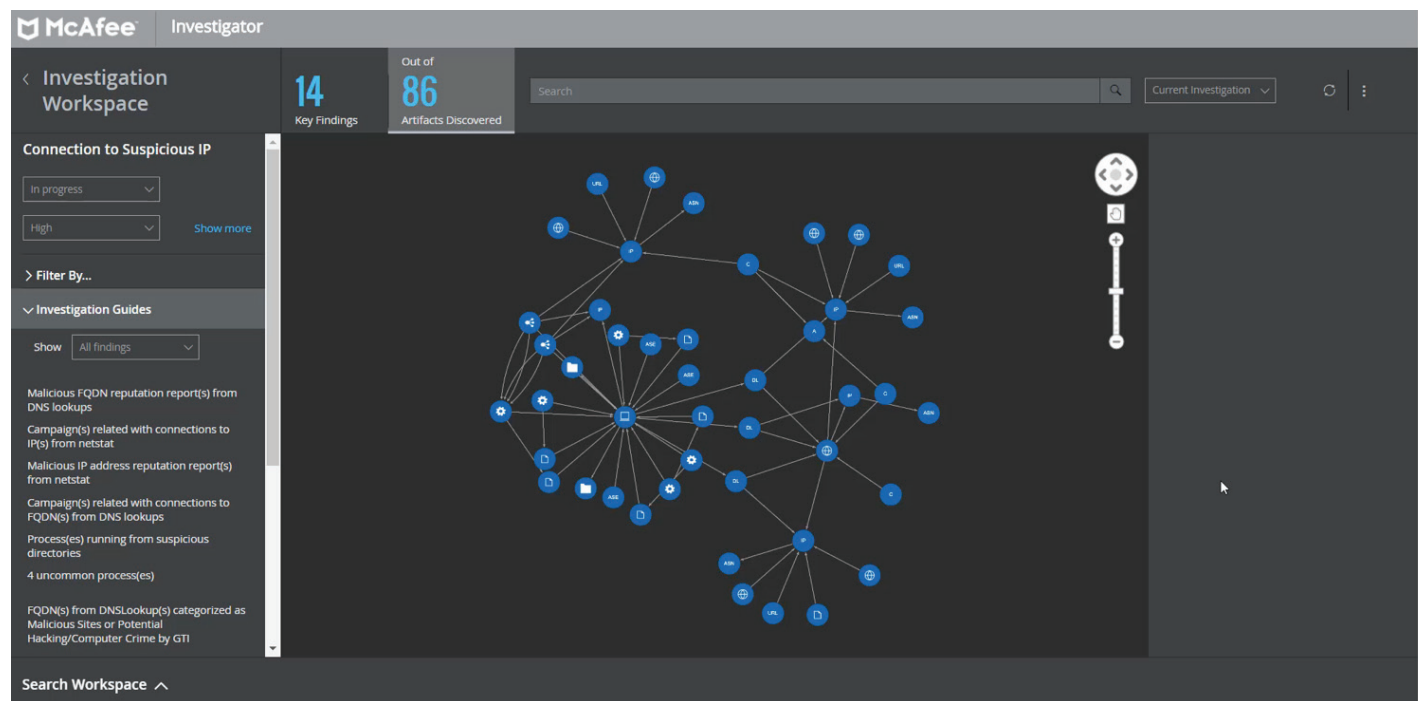 McAfee
Investigator
Investigation
Workspace
14
Key Findings
Out of
86
Artifacts Discovered
Search
Current Investigation
Connection to Suspicious IP
In progress
High
Show more
Filter By...
Investigation Guides
Show
All findings
Malicious FQDN reputation report(s) from
DNS lookups
Campaign(s) related with connections to
IP(s) from netstat
Malicious IP address reputation report(s)
from netstat
Campaign(s) related with connections to
FQDN(s) from DNS lookups
Process(es) running from suspicious
directories
4 uncommon process(es)
FQDN(s) from DNSLookup(s) categorized as
Malicious Sites or Potential
Hacking/Computer Crime by GTI
URL
ASN
IP
C
URL
IP
ASN
IP
A
ASE
ASE
DL
IP
ASN
DL
DL
ASE
C
IP
ASN
URL
Search Workspace